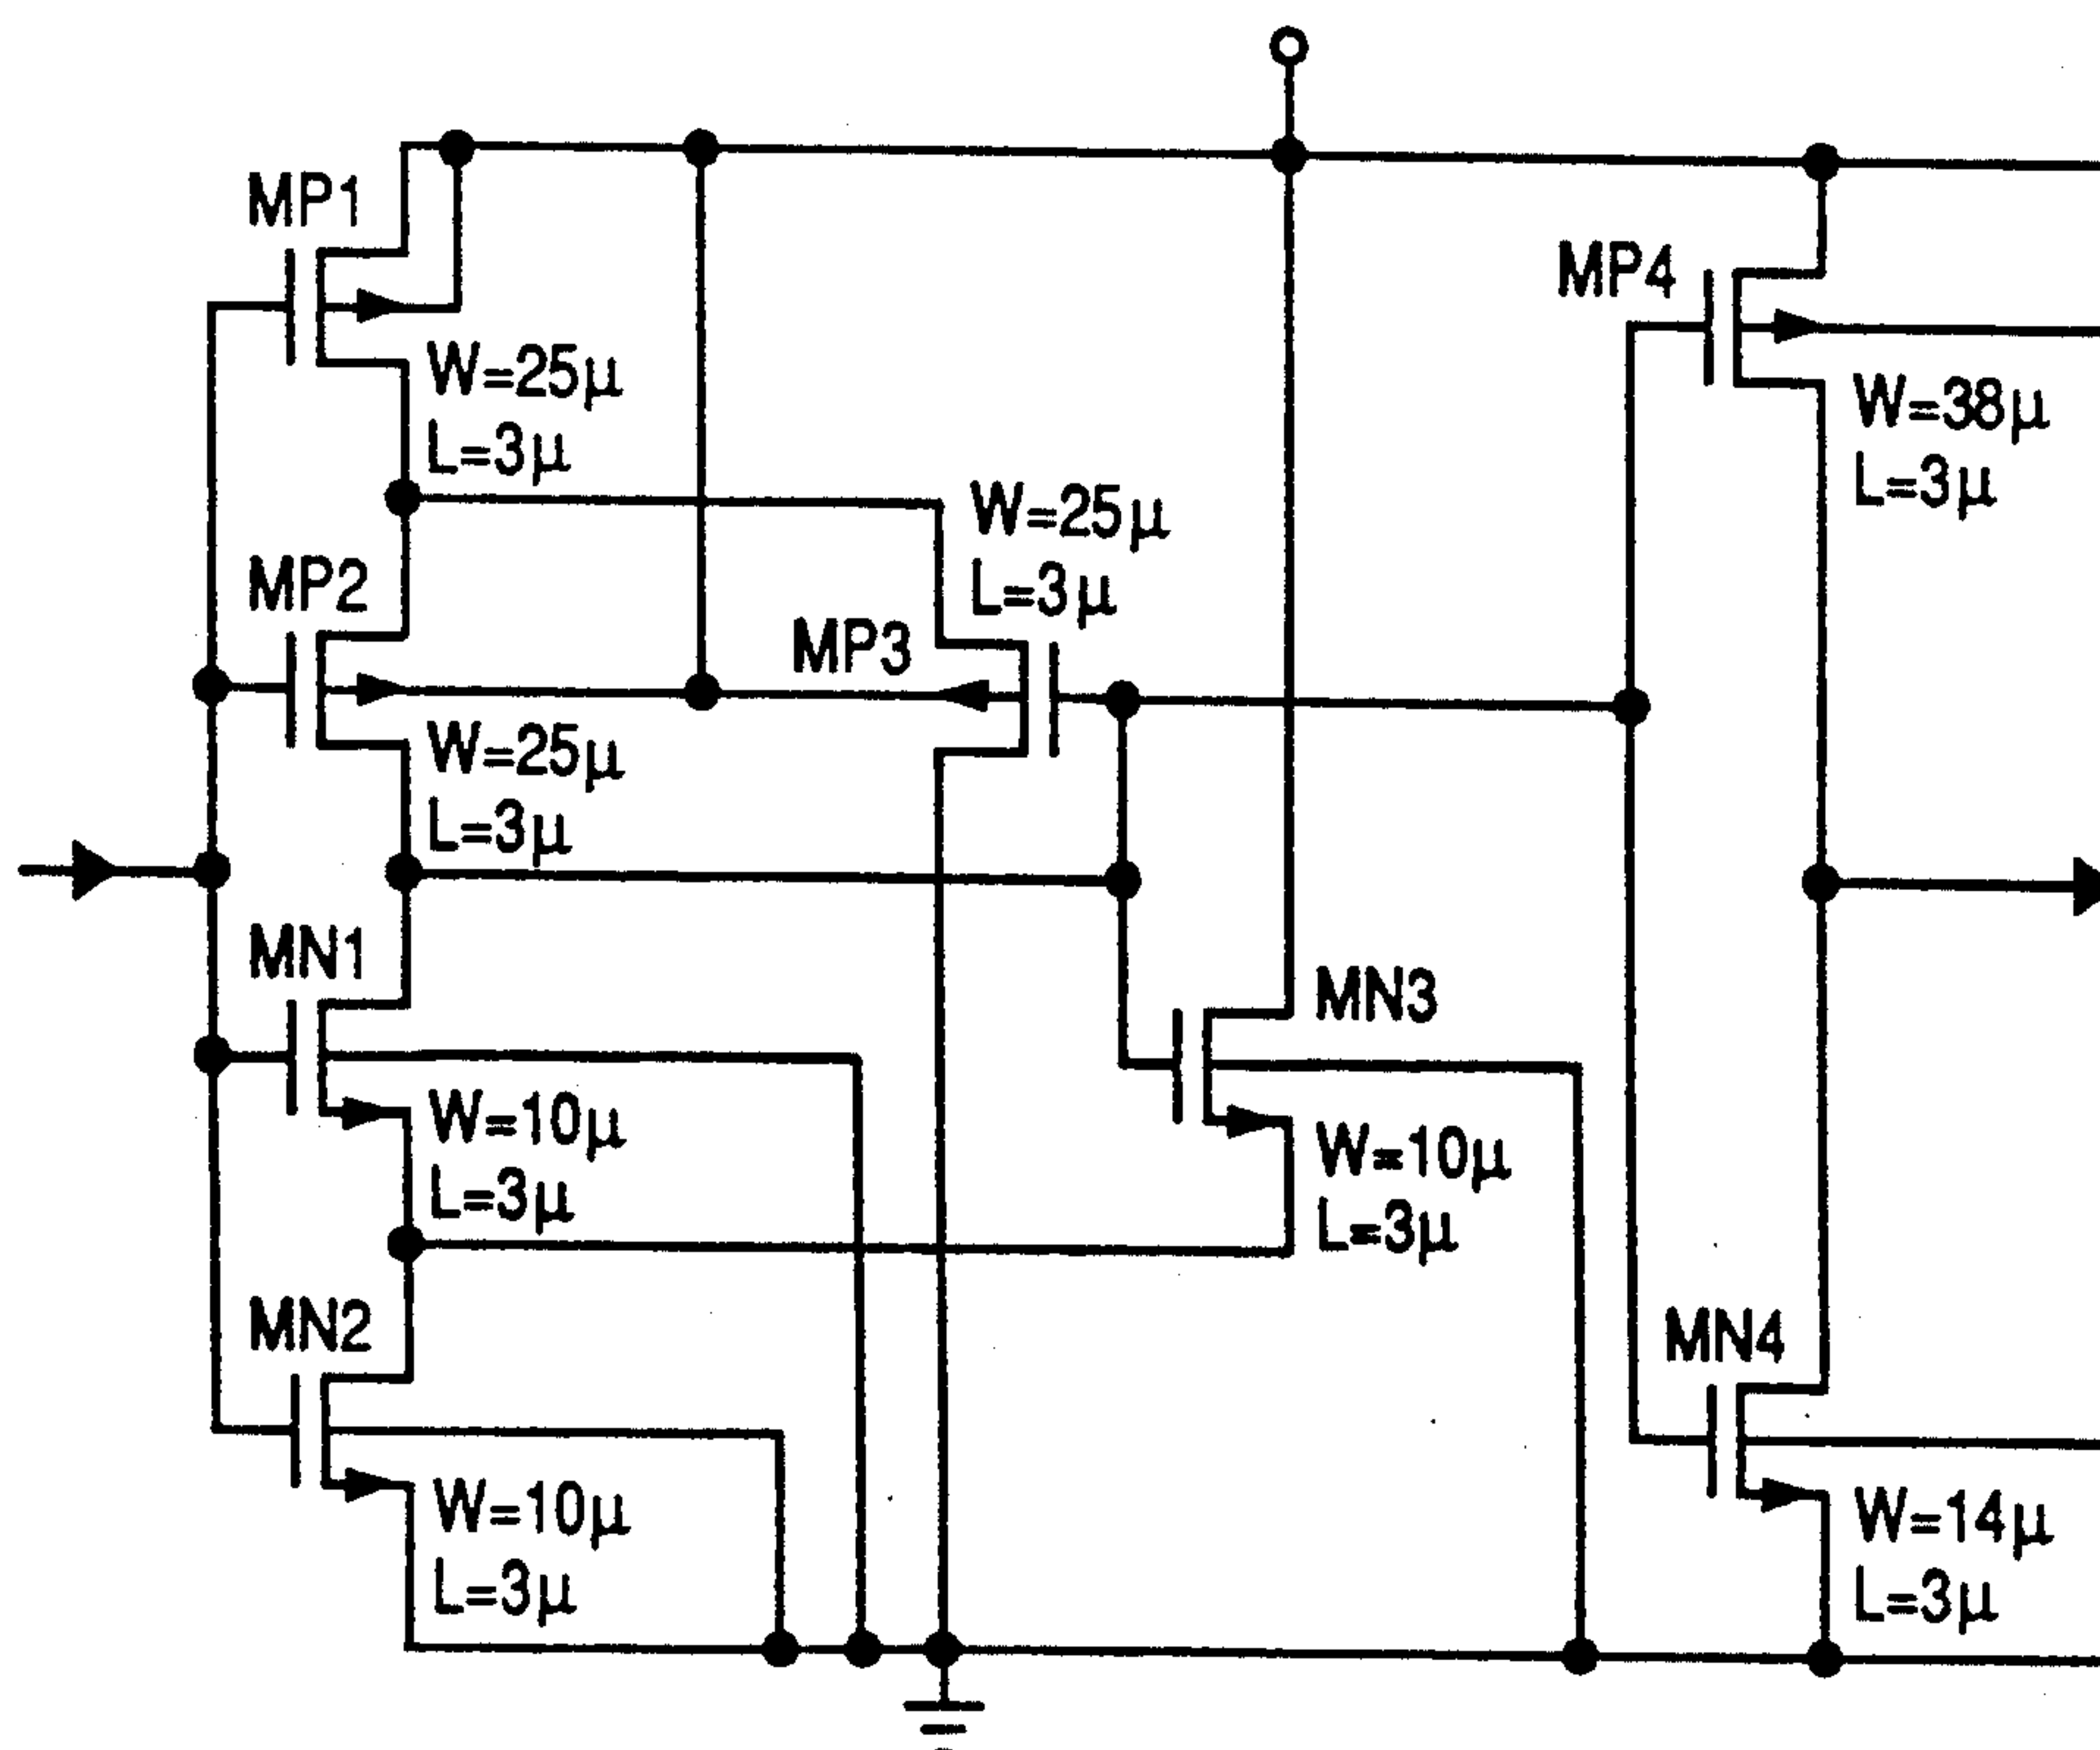 MP1
W=25μ
L=3μ
MP2
W=25μ
L=3μ
W=25μ
L=3μ
MP3
MP4
W=38μ
L=3μ
MN1
W=10μ
L=3μ
MN3
W=10μ
L=3μ
MN2
W=10μ
L=3μ
MN4
W=14μ
L=3μ